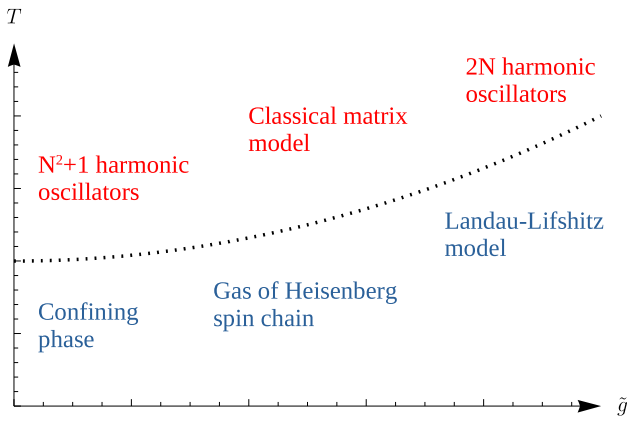 T
2N harmonic
oscillators
Classical matrix
model
N²+1 harmonic
oscillators
Landau-Lifshitz
model
Gas of Heisenberg
spin chain
Confining
phase
g̃